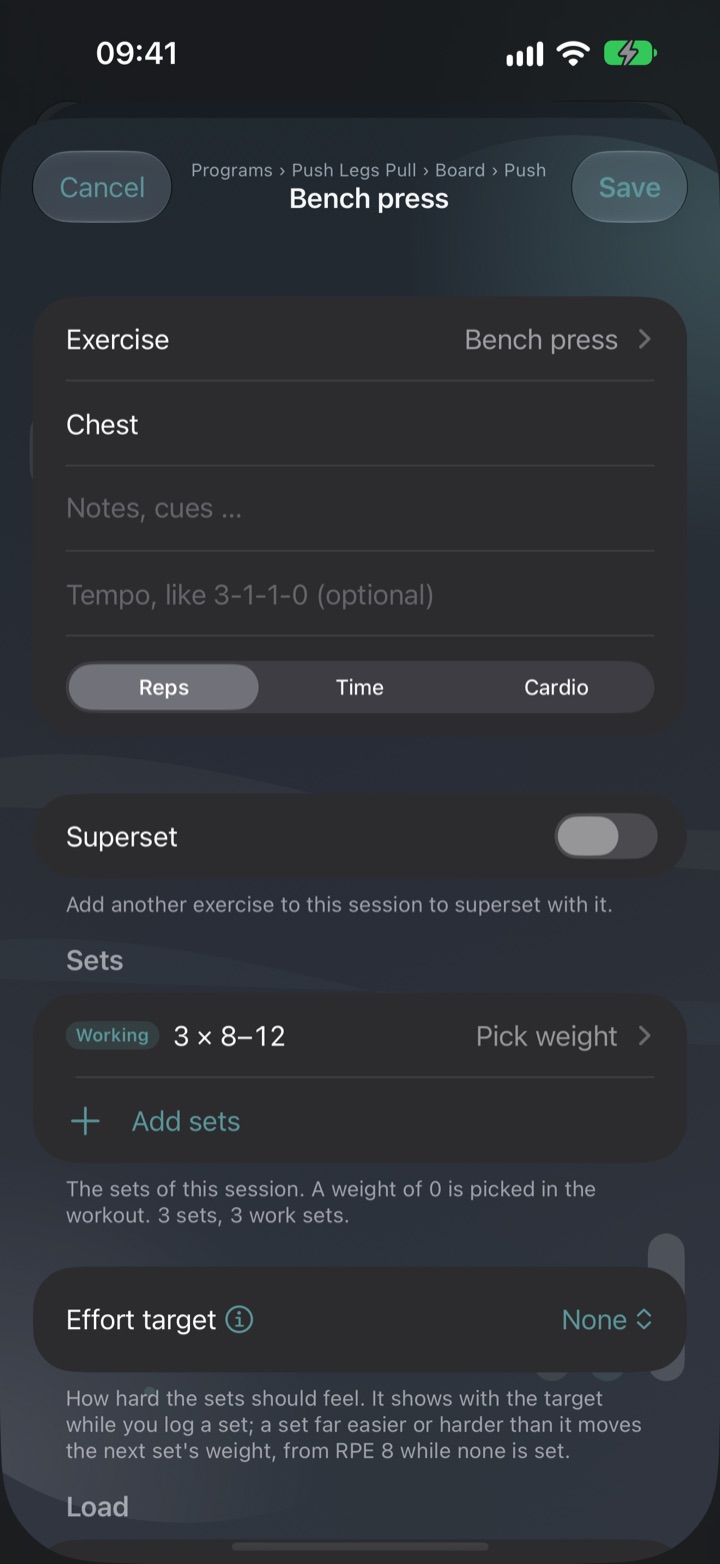 09:41
Cancel
Programs › Push Legs Pull › Board › Push
Bench press
Save
Exercise
Bench press
Chest
Notes, cues ...
Tempo, like 3-1-1-0 (optional)
Reps
Time
Cardio
Superset
Add another exercise to this session to superset with it.
Sets
Working
3 × 8–12
Pick weight
Add sets
The sets of this session. A weight of 0 is picked in the
workout. 3 sets, 3 work sets.
Effort target
None
How hard the sets should feel. It shows with the target
while you log a set; a set far easier or harder than it moves
the next set's weight, from RPE 8 while none is set.
Load